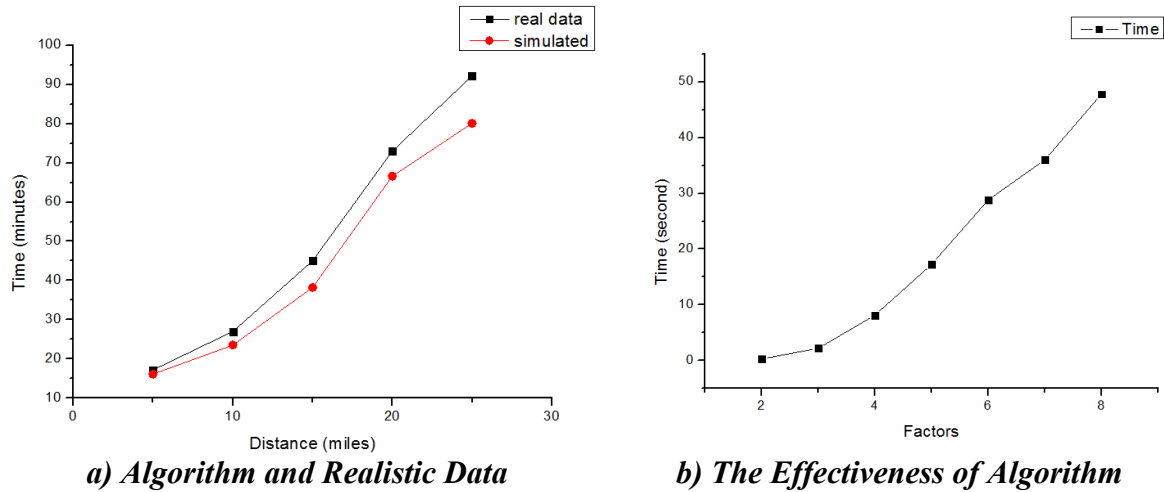 real data
simulated
100
90
80
70
60
50
40
30
20
10
Time (minutes)
0
10
20
30
Distance (miles)
a) Algorithm and Realistic Data
Time
50
40
30
20
10
0
Time (second)
2
4
6
8
Factors
b) The Effectiveness of Algorithm